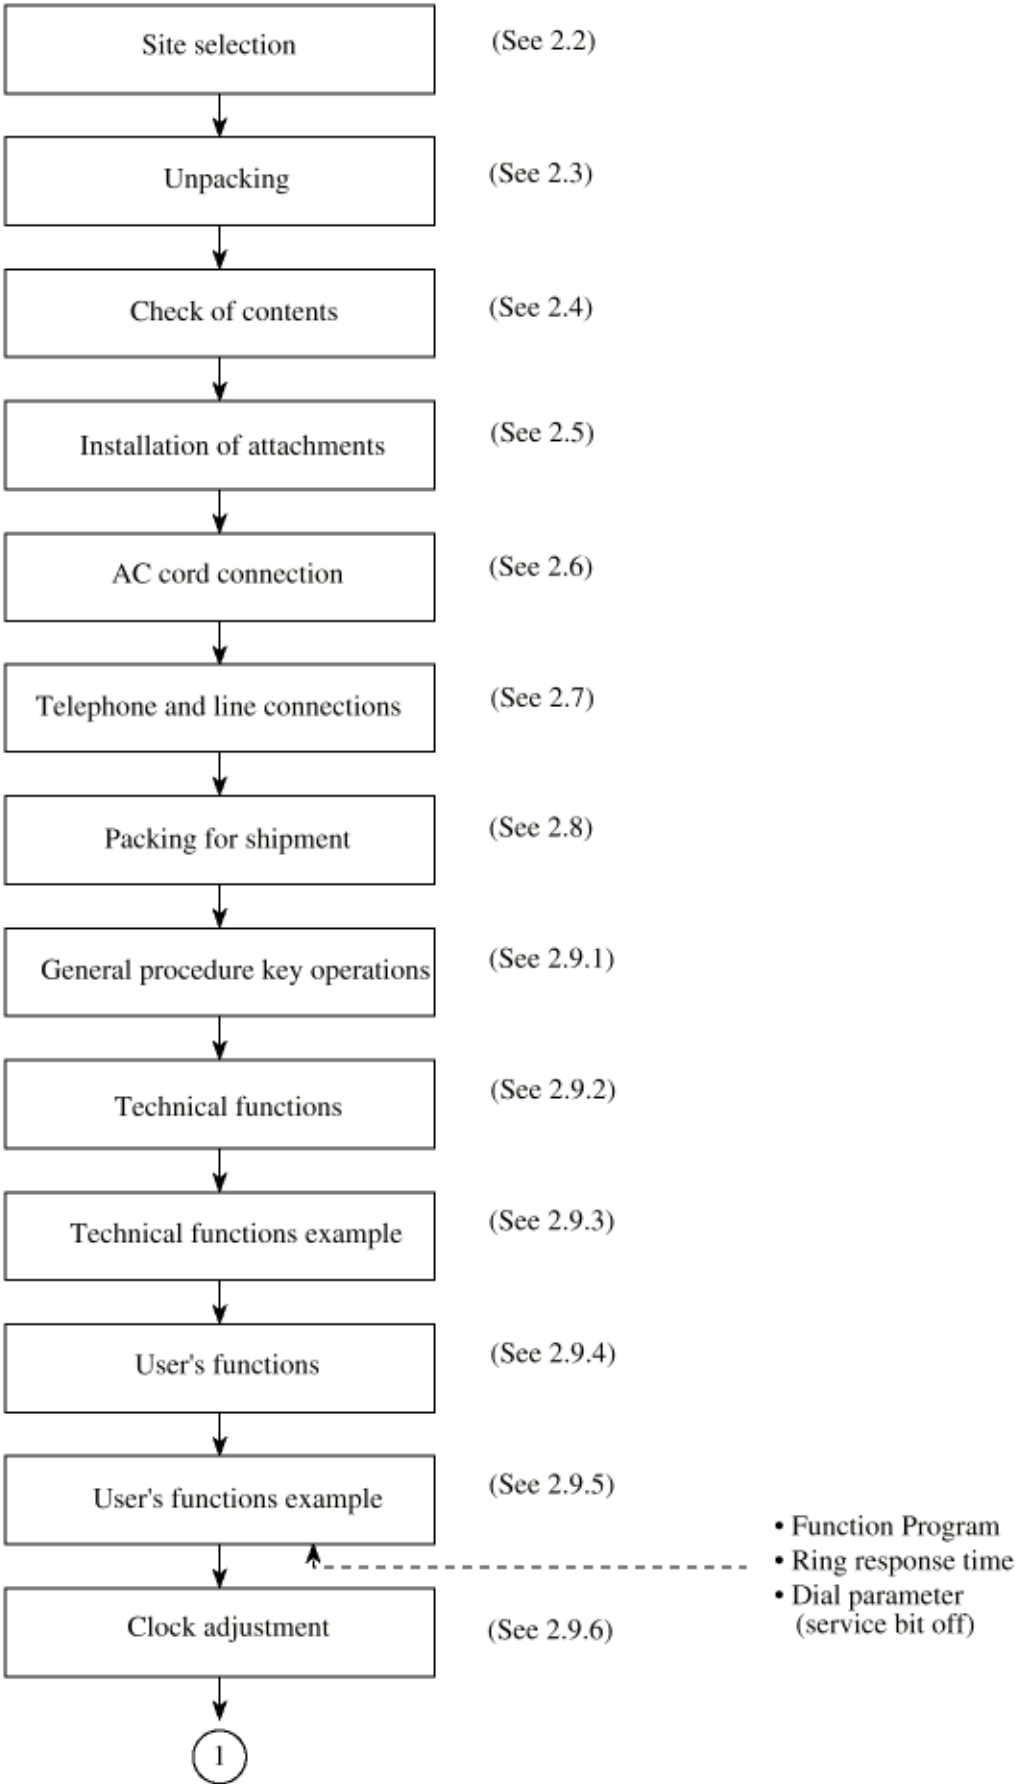 Site selection
(See 2.2)
Unpacking
(See 2.3)
Check of contents
(See 2.4)
Installation of attachments
(See 2.5)
AC cord connection
(See 2.6)
Telephone and line connections
(See 2.7)
Packing for shipment
(See 2.8)
General procedure key operations
(See 2.9.1)
Technical functions
(See 2.9.2)
Technical functions example
(See 2.9.3)
User's functions
(See 2.9.4)
User's functions example
(See 2.9.5)
• Function Program
• Ring response time
• Dial parameter
(service bit off)
Clock adjustment
(See 2.9.6)
1